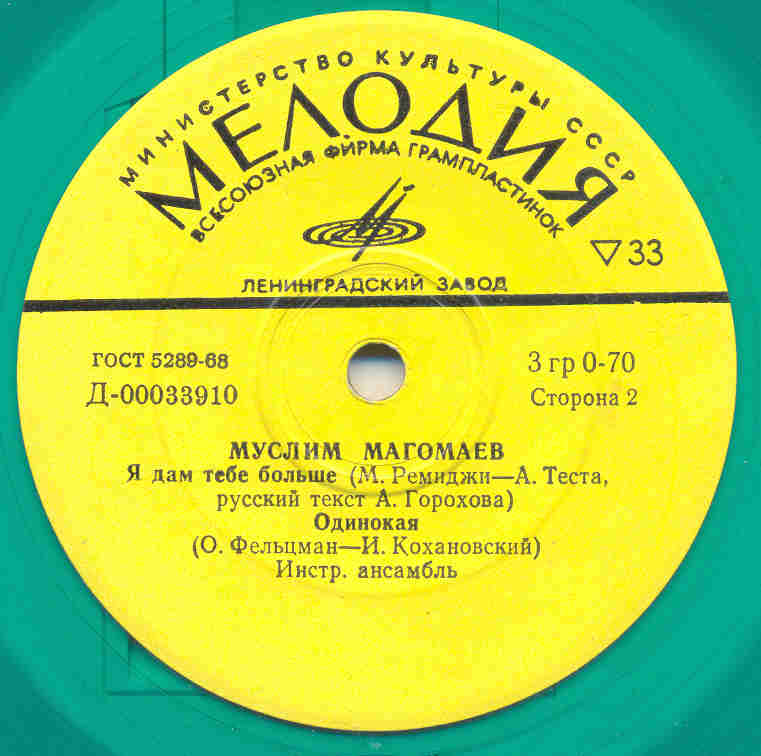 МИНИСТЕРСТВО КУЛЬТУРЫ СССР
МЕЛОДИЯ
ВСЕСОЮЗНАЯ ФИРМА ГРАМПЛАСТИНОК
▽33
ЛЕНИНГРАДСКИЙ ЗАВОД
ГОСТ 5289-68
3 гр 0-70
Д-00033910
Сторона 2
МУСЛИМ МАГОМАЕВ
Я дам тебе больше (М. Ремиджи—А. Теста,
русский текст А. Горохова)
Одинокая
(О. Фельцман—И. Кохановский)
Инстр. ансамбль